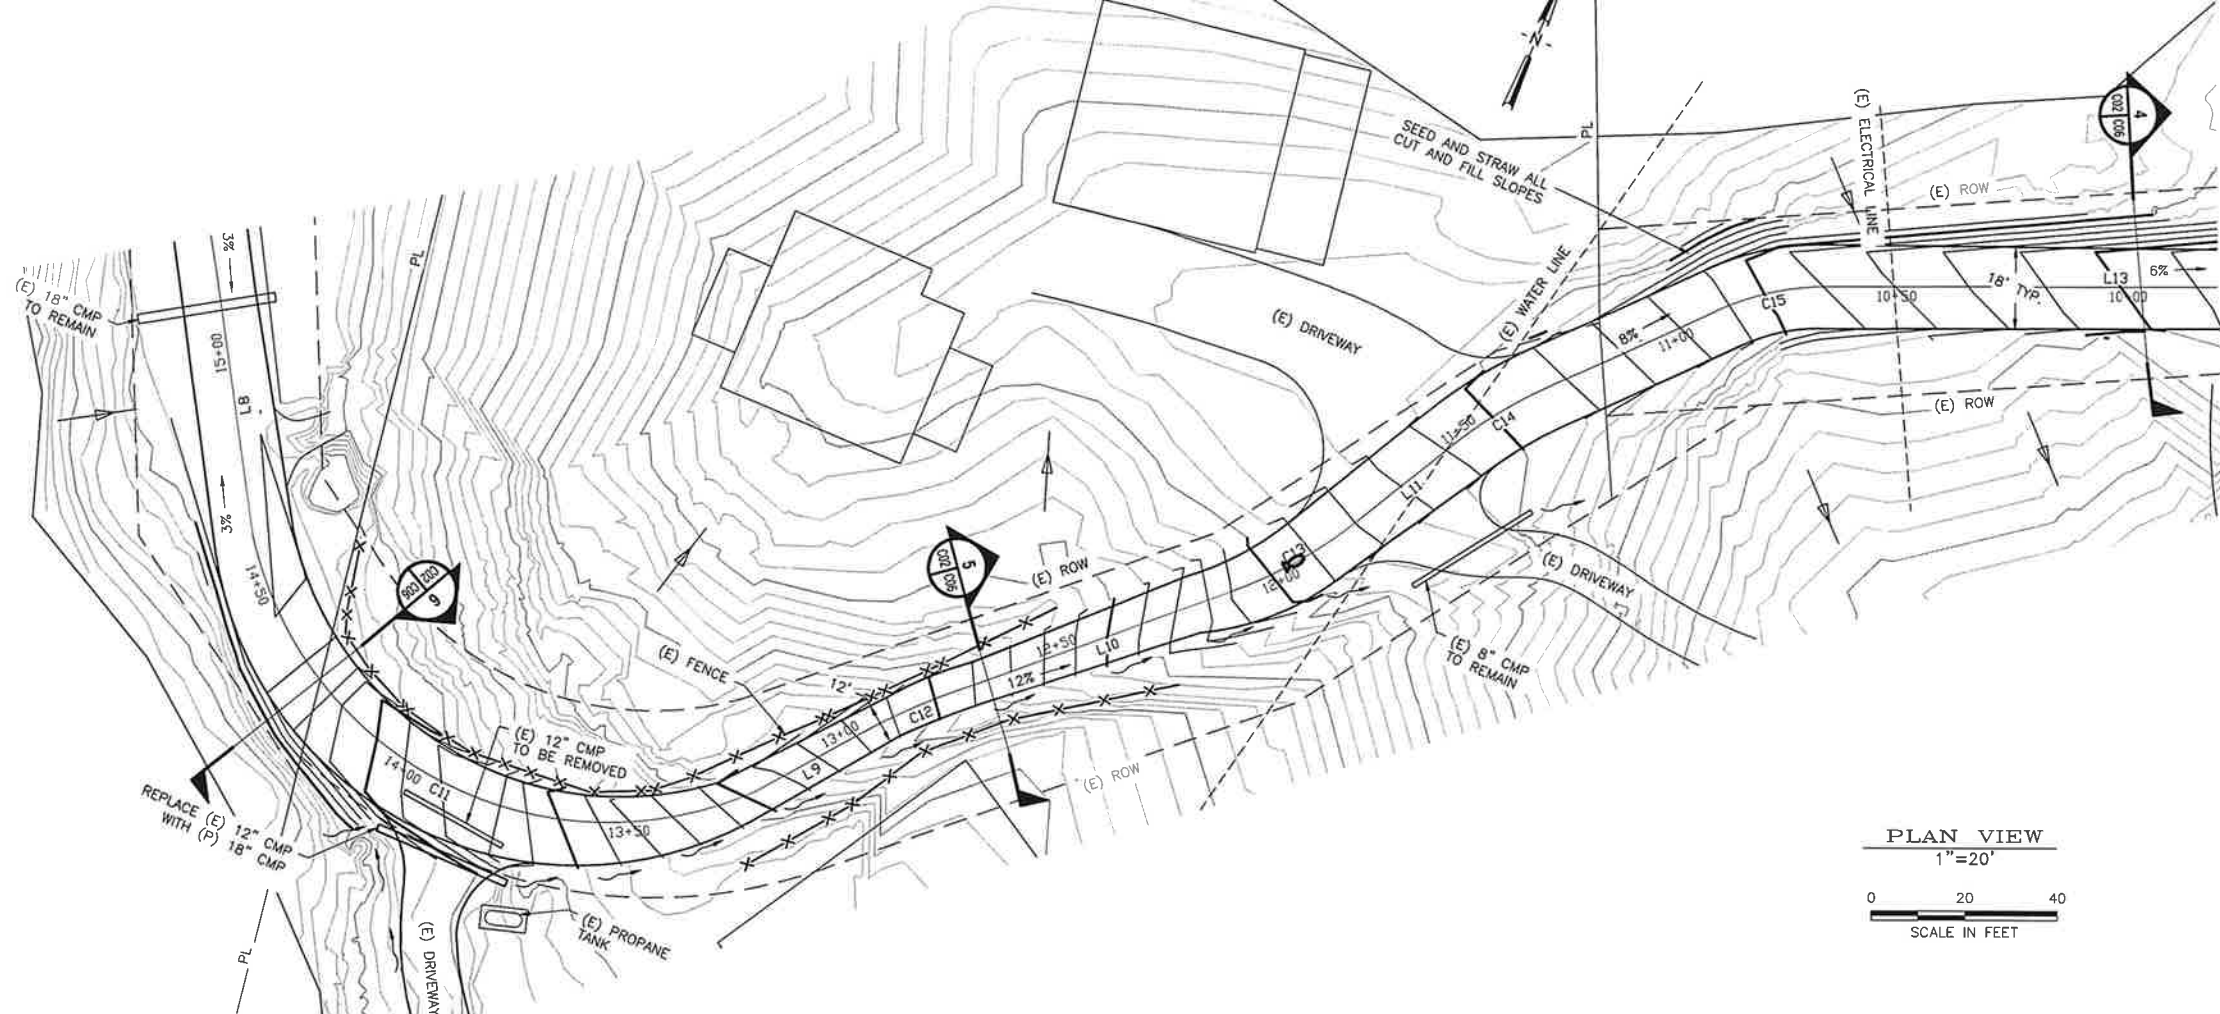 N
4
C02 C06
PL
(E) ELECTRICAL LINE
SEED AND STRAW ALL
CUT AND FILL SLOPES
(E) ROW
3%
PL
(E) 18" CMP
TO REMAIN
15+00
L8
3%
14+50
(E) WATER LINE
(E) DRIVEWAY
8%
11+00
C15
10+50
18' TYP.
L13
10+00
6%
(E) ROW
11+50
C14
L11
C13
12+00
(E) DRIVEWAY
(E) 8" CMP
TO REMAIN
5
C02 C06
(E) ROW
6
C02 C06
(E) FENCE
12'
12+50
L10
12%
C12
13+00
L9
(E) 12" CMP
TO BE REMOVED
14+00
C11
13+50
(E) ROW
REPLACE (E) 12" CMP
WITH (P) 18" CMP
(E) PROPANE
TANK
(E) DRIVEWAY
PL
PLAN VIEW
1"=20'
0 20 40
SCALE IN FEET